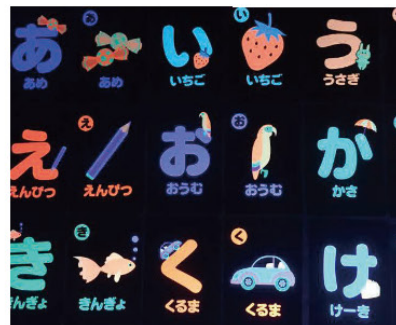 あ
あめ
あ
あめ
い
いちご
い
いちご
う
うさぎ
え
えんぴつ
え
えんぴつ
お
おうむ
お
おうむ
か
かさ
き
きんぎょ
き
きんぎょ
く
くるま
く
くるま
け
けーき